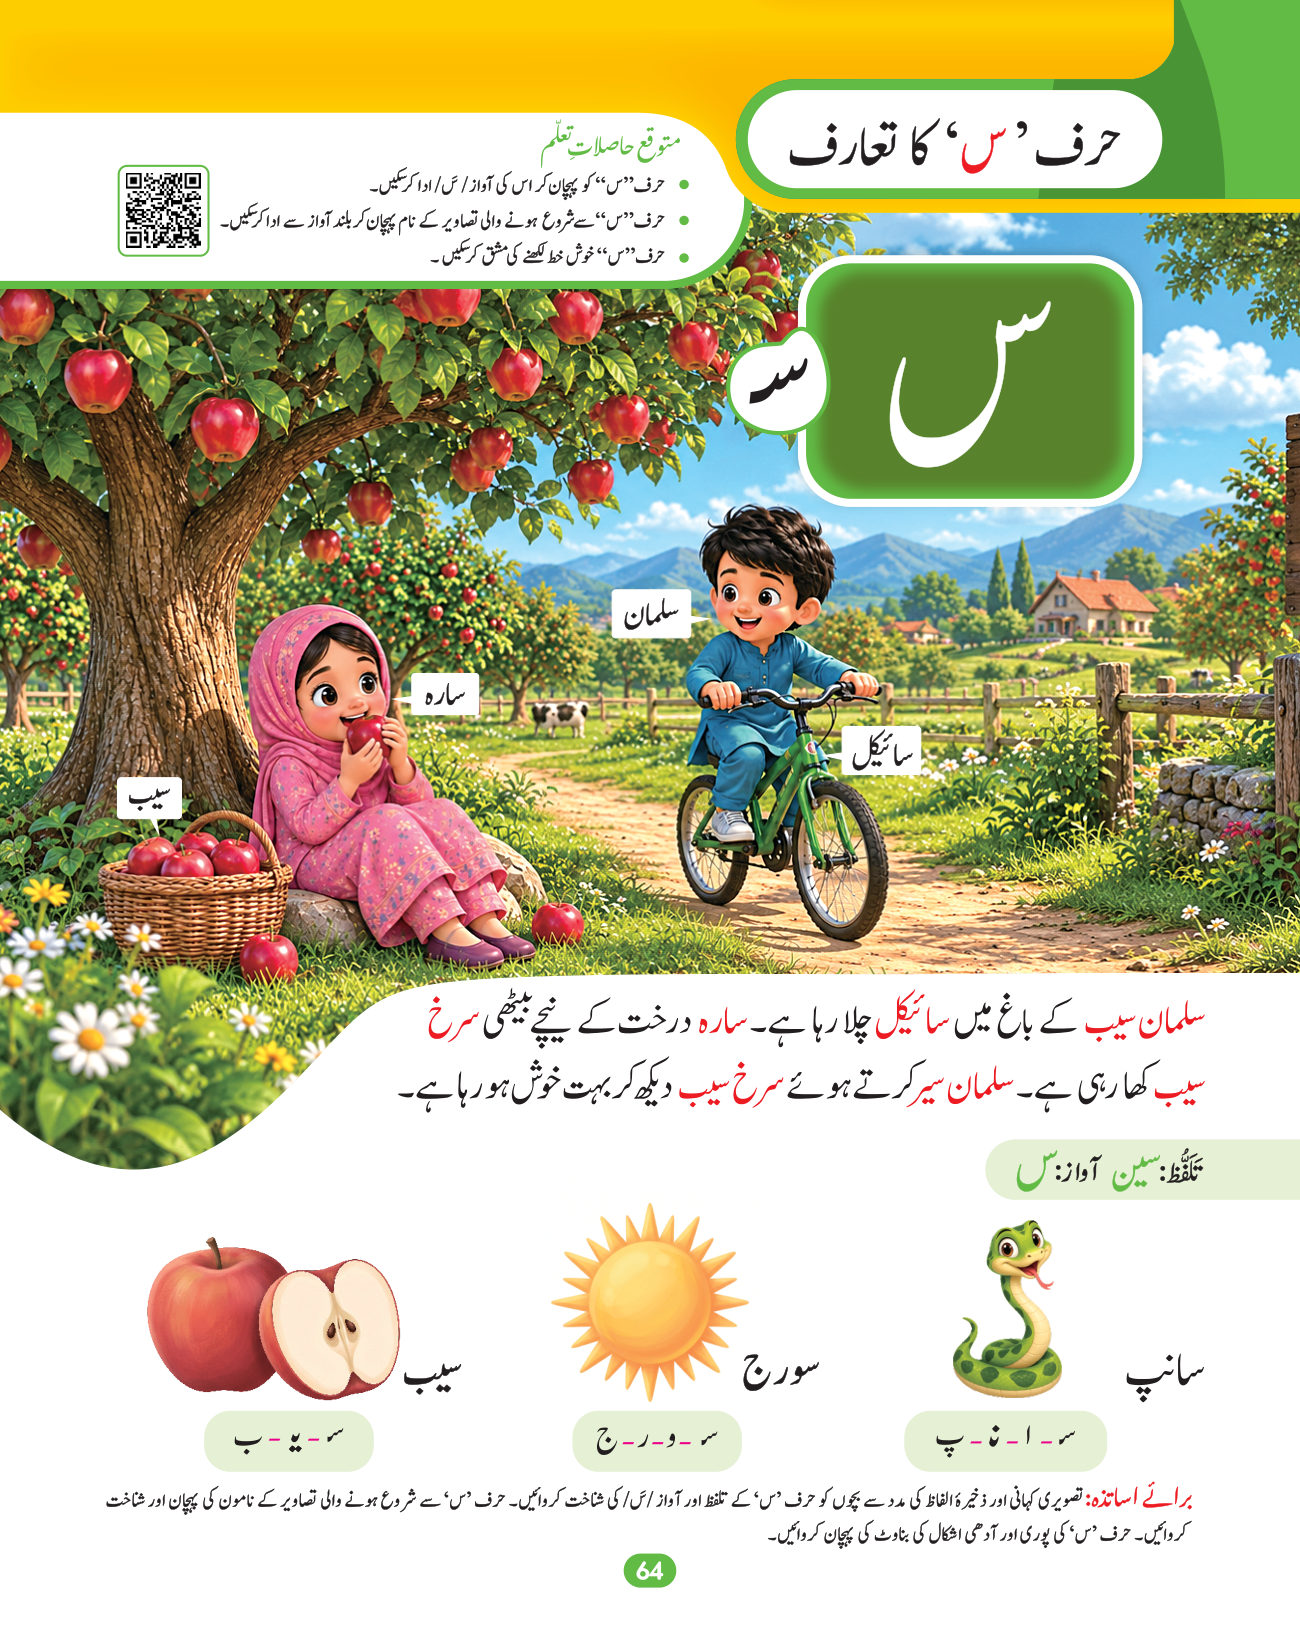 حرف ’س‘ کا تعارف
متوقع حاصلاتِ تعلّم
● حرف ”س“ کو پہچان کر اس کی آواز /سَ/ ادا کر سکیں۔
● حرف ”س“ سے شروع ہونے والی تصاویر کے نام پہچان کر بلند آواز سے ادا کر سکیں۔
● حرف ”س“ خوش خط لکھنے کی مشق کر سکیں۔
س
سـ
سلمان
سارہ
سائیکل
سیب
سلمان سیب کے باغ میں سائیکل چلا رہا ہے۔ سارہ درخت کے نیچے بیٹھی سرخ
سیب کھا رہی ہے۔ سلمان سیر کرتے ہوئے سرخ سیب دیکھ کر بہت خوش ہو رہا ہے۔
تَلَفُّظ: سین آواز: س
سانپ
سورج
سیب
سـ - ا - نـ - پ
سـ - و - ر - ج
سـ - یو - ب
برائے اساتذہ: تصویری کہانی اور ذخیرۂ الفاظ کی مدد سے بچوں کو حرف ’س‘ کے تلفظ اور آواز /سَ/ کی شناخت کروائیں۔ حرف ’س‘ سے شروع ہونے والی تصاویر کے ناموں کی پہچان اور شناخت
کروائیں۔ حرف ’س‘ کی پوری اور آدھی اشکال کی بناوٹ کی پہچان کروائیں۔
64